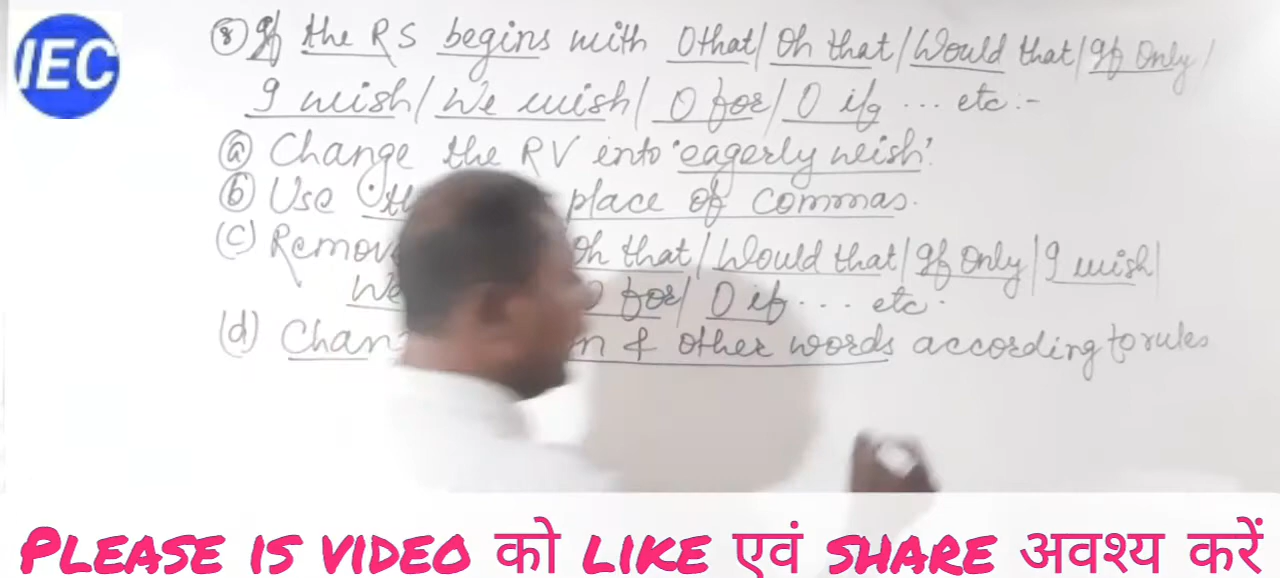 IEC
(8) If the RS begins with O that/ Oh that/ Would that/ If Only/
I wish/ We wish/ O for/ O if ... etc:-
(a) Change the RV into 'eagerly wish'.
(b) Use place of commas.
(c) Oh that/ Would that/ If Only/ I wish/
We for/ O if ... etc.
(d) & other words according to rules
PLEASE IS VIDEO को LIKE एवं SHARE अवश्य करें